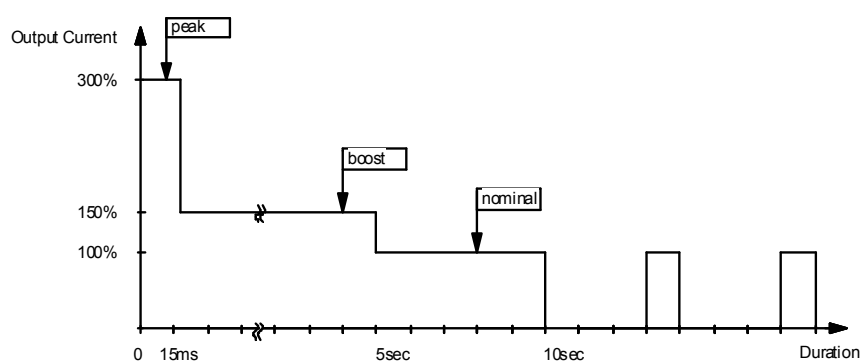 peak
Output Current
300%
boost
nominal
150%
100%
0 15ms 5sec 10sec Duration